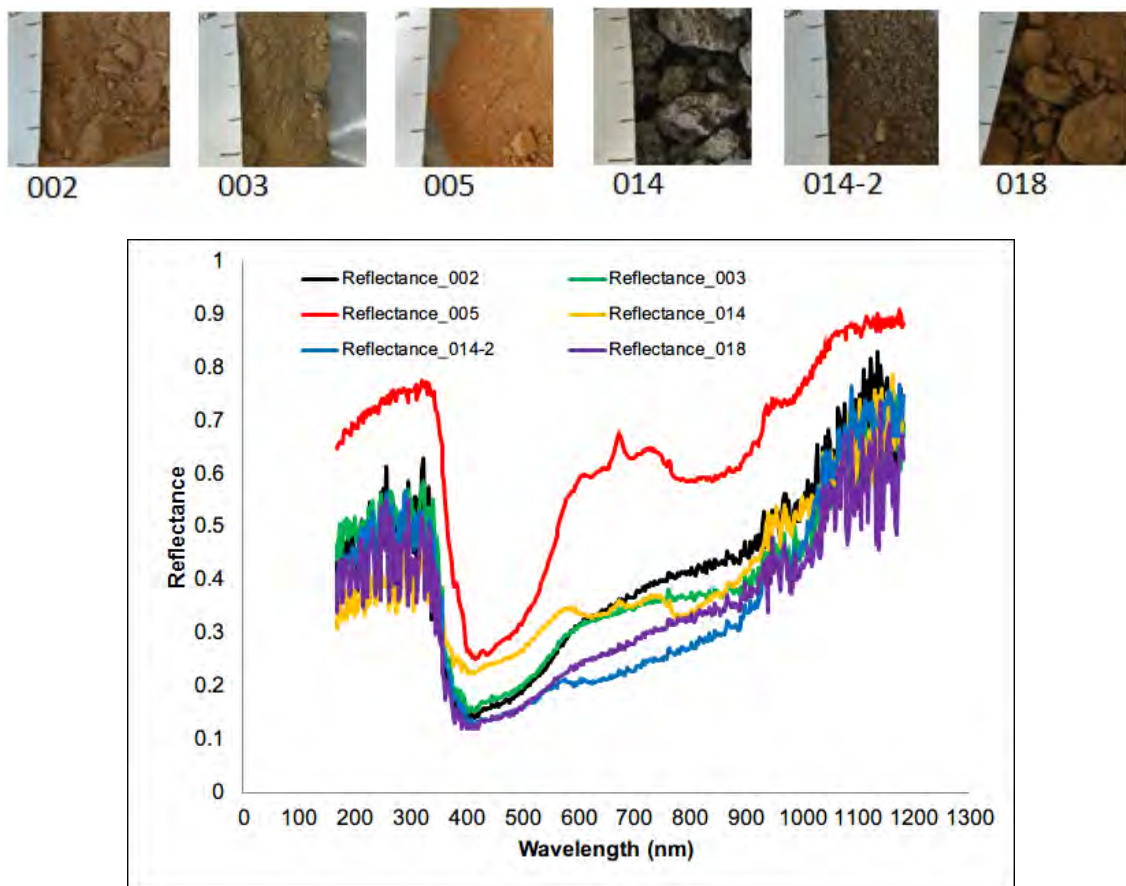 002 003 005 014 014-2 018
1
0.9
0.8
0.7
0.6
0.5
0.4
0.3
0.2
0.1
0
Reflectance
Reflectance_002 Reflectance_003
Reflectance_005 Reflectance_014
Reflectance_014-2 Reflectance_018
0 100 200 300 400 500 600 700 800 900 1000 1100 1200 1300
Wavelength (nm)